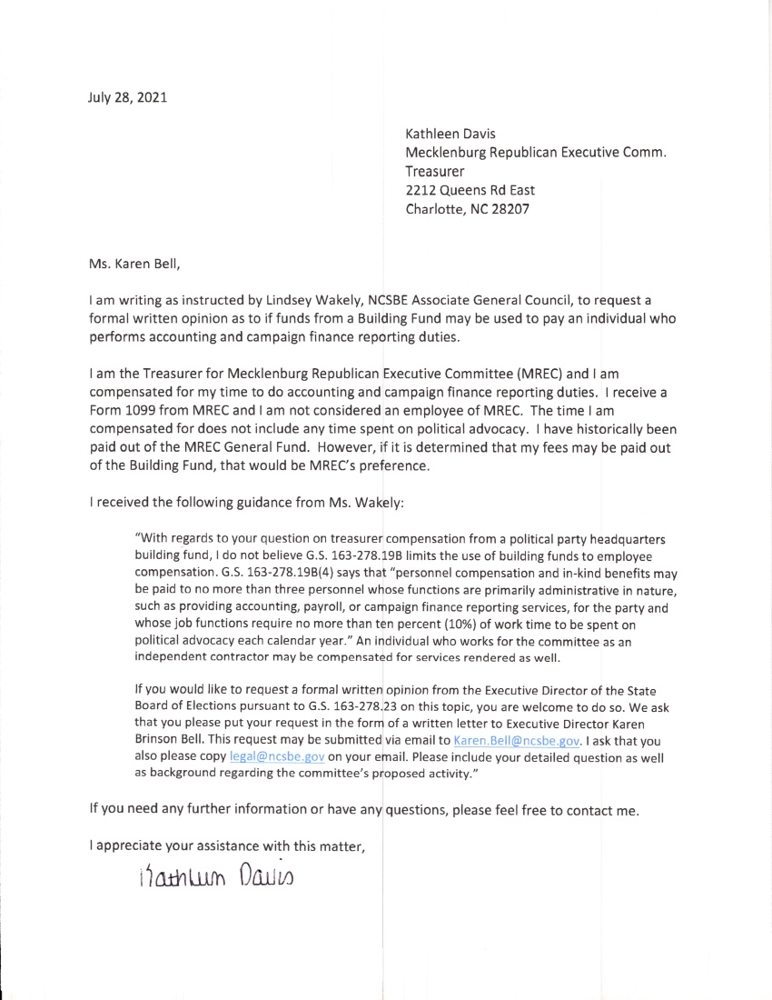 July 28, 2021
Kathleen Davis
Mecklenburg Republican Executive Comm.
Treasurer
2212 Queens Rd East
Charlotte, NC 28207
Ms. Karen Bell,
I am writing as instructed by Lindsey Wakely, NCSBE Associate General Council, to request a
formal written opinion as to if funds from a Building Fund may be used to pay an individual who
performs accounting and campaign finance reporting duties.
I am the Treasurer for Mecklenburg Republican Executive Committee (MREC) and I am
compensated for my time to do accounting and campaign finance reporting duties.  I receive a
Form 1099 from MREC and I am not considered an employee of MREC.  The time I am
compensated for does not include any time spent on political advocacy.  I have historically been
paid out of the MREC General Fund.  However, if it is determined that my fees may be paid out
of the Building Fund, that would be MREC's preference.
I received the following guidance from Ms. Wakely:
"With regards to your question on treasurer compensation from a political party headquarters
building fund, I do not believe G.S. 163-278.19B limits the use of building funds to employee
compensation. G.S. 163-278.19B(4) says that "personnel compensation and in-kind benefits may
be paid to no more than three personnel whose functions are primarily administrative in nature,
such as providing accounting, payroll, or campaign finance reporting services, for the party and
whose job functions require no more than ten percent (10%) of work time to be spent on
political advocacy each calendar year." An individual who works for the committee as an
independent contractor may be compensated for services rendered as well.
If you would like to request a formal written opinion from the Executive Director of the State
Board of Elections pursuant to G.S. 163-278.23 on this topic, you are welcome to do so. We ask
that you please put your request in the form of a written letter to Executive Director Karen
Brinson Bell. This request may be submitted via email to Karen.Bell@ncsbe.gov. I ask that you
also please copy legal@ncsbe.gov on your email. Please include your detailed question as well
as background regarding the committee's proposed activity."
If you need any further information or have any questions, please feel free to contact me.
I appreciate your assistance with this matter,
Kathleen Davis